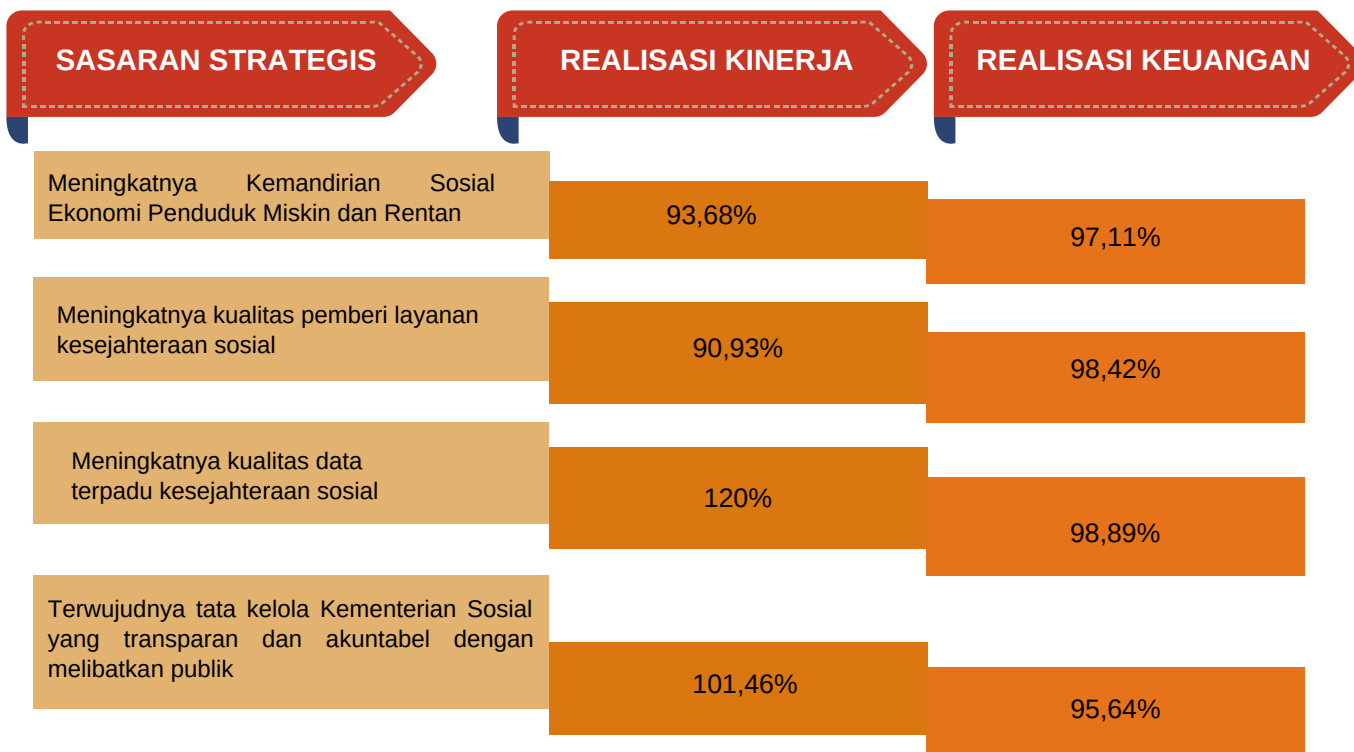 SASARAN STRATEGIS
REALISASI KINERJA
REALISASI KEUANGAN
Meningkatnya Kemandirian Sosial
Ekonomi Penduduk Miskin dan Rentan
93,68%
97,11%
Meningkatnya kualitas pemberi layanan
kesejahteraan sosial
90,93%
98,42%
Meningkatnya kualitas data
terpadu kesejahteraan sosial
120%
98,89%
Terwujudnya tata kelola Kementerian Sosial
yang transparan dan akuntabel dengan
melibatkan publik
101,46%
95,64%